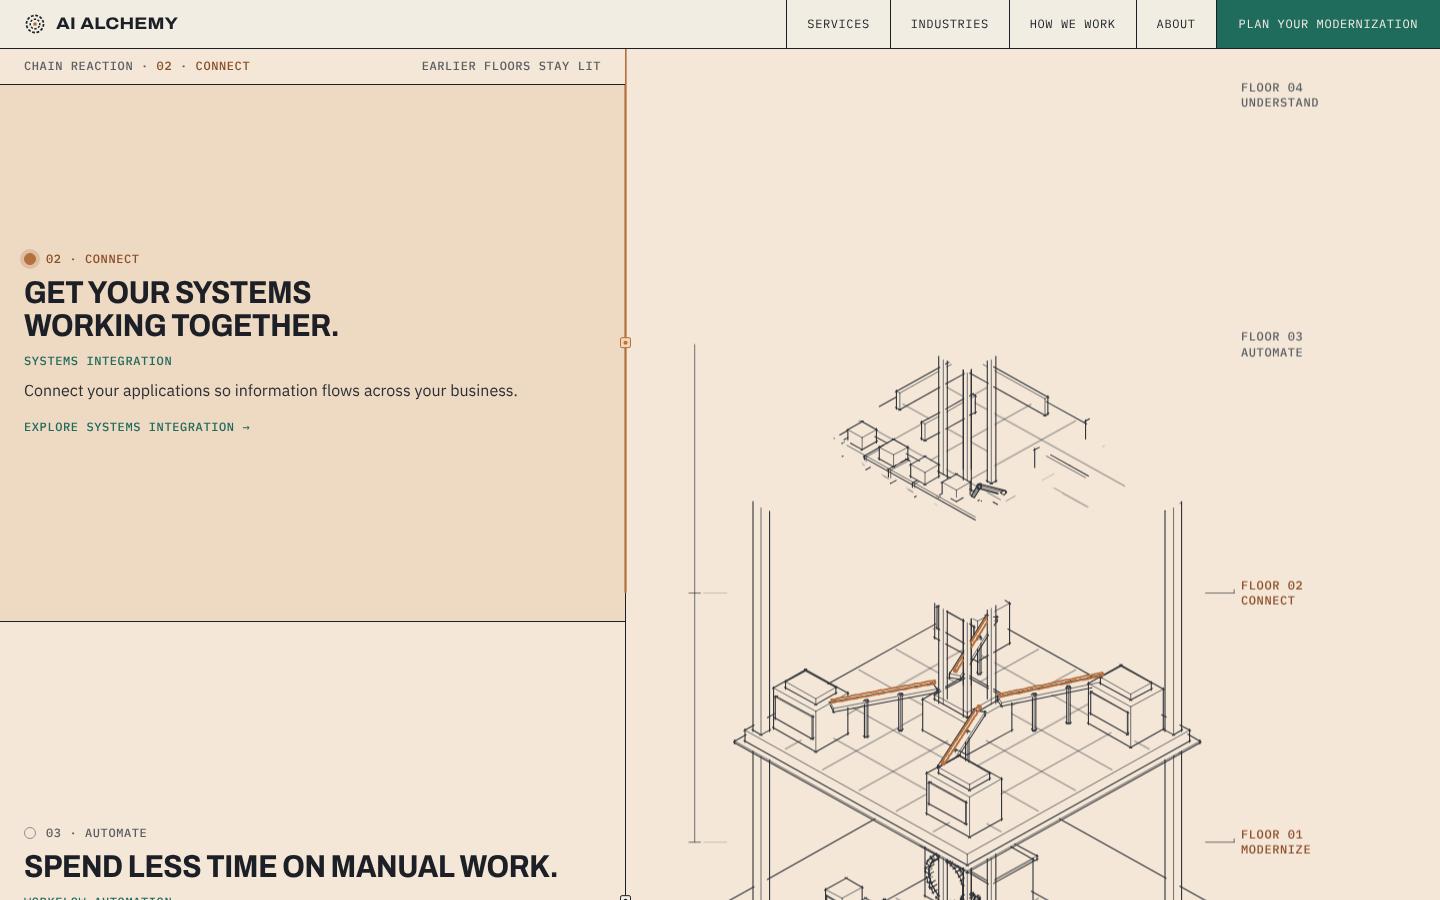 AI ALCHEMY
SERVICES
INDUSTRIES
HOW WE WORK
ABOUT
PLAN YOUR MODERNIZATION
CHAIN REACTION · 02 · CONNECT
EARLIER FLOORS STAY LIT
02 · CONNECT
GET YOUR SYSTEMS
WORKING TOGETHER.
SYSTEMS INTEGRATION
Connect your applications so information flows across your business.
EXPLORE SYSTEMS INTEGRATION →
03 · AUTOMATE
SPEND LESS TIME ON MANUAL WORK.
WORKFLOW AUTOMATION
FLOOR 04
UNDERSTAND
FLOOR 03
AUTOMATE
FLOOR 02
CONNECT
FLOOR 01
MODERNIZE